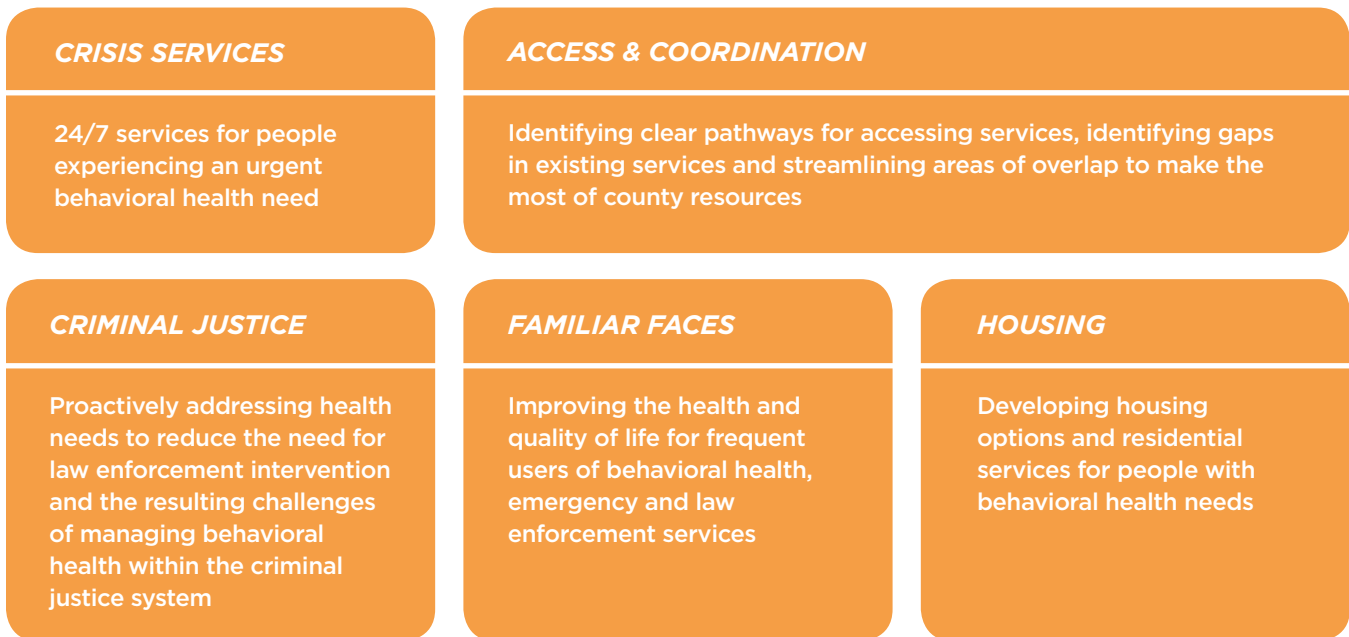 CRISIS SERVICES
24/7 services for people
experiencing an urgent
behavioral health need
ACCESS & COORDINATION
Identifying clear pathways for accessing services, identifying gaps
in existing services and streamlining areas of overlap to make the
most of county resources
CRIMINAL JUSTICE
Proactively addressing health
needs to reduce the need for
law enforcement intervention
and the resulting challenges
of managing behavioral
health within the criminal
justice system
FAMILIAR FACES
Improving the health and
quality of life for frequent
users of behavioral health,
emergency and law
enforcement services
HOUSING
Developing housing
options and residential
services for people with
behavioral health needs